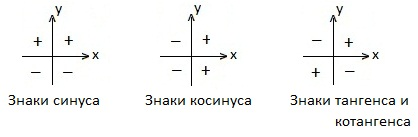 y y y
+ + − + − +
x x x
− − − + + −
Знаки синуса Знаки косинуса Знаки тангенса и
котангенса